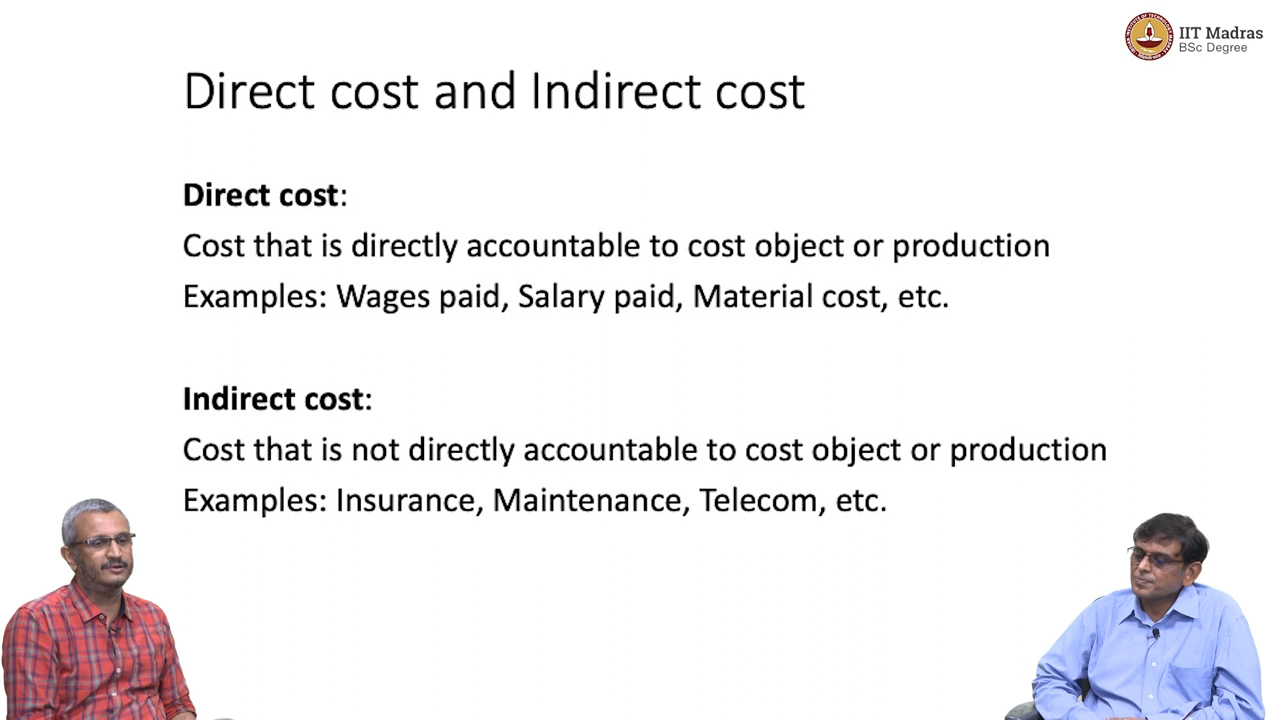 IIT Madras
BSc Degree
Direct cost and Indirect cost
Direct cost:
Cost that is directly accountable to cost object or production
Examples: Wages paid, Salary paid, Material cost, etc.
Indirect cost:
Cost that is not directly accountable to cost object or production
Examples: Insurance, Maintenance, Telecom, etc.